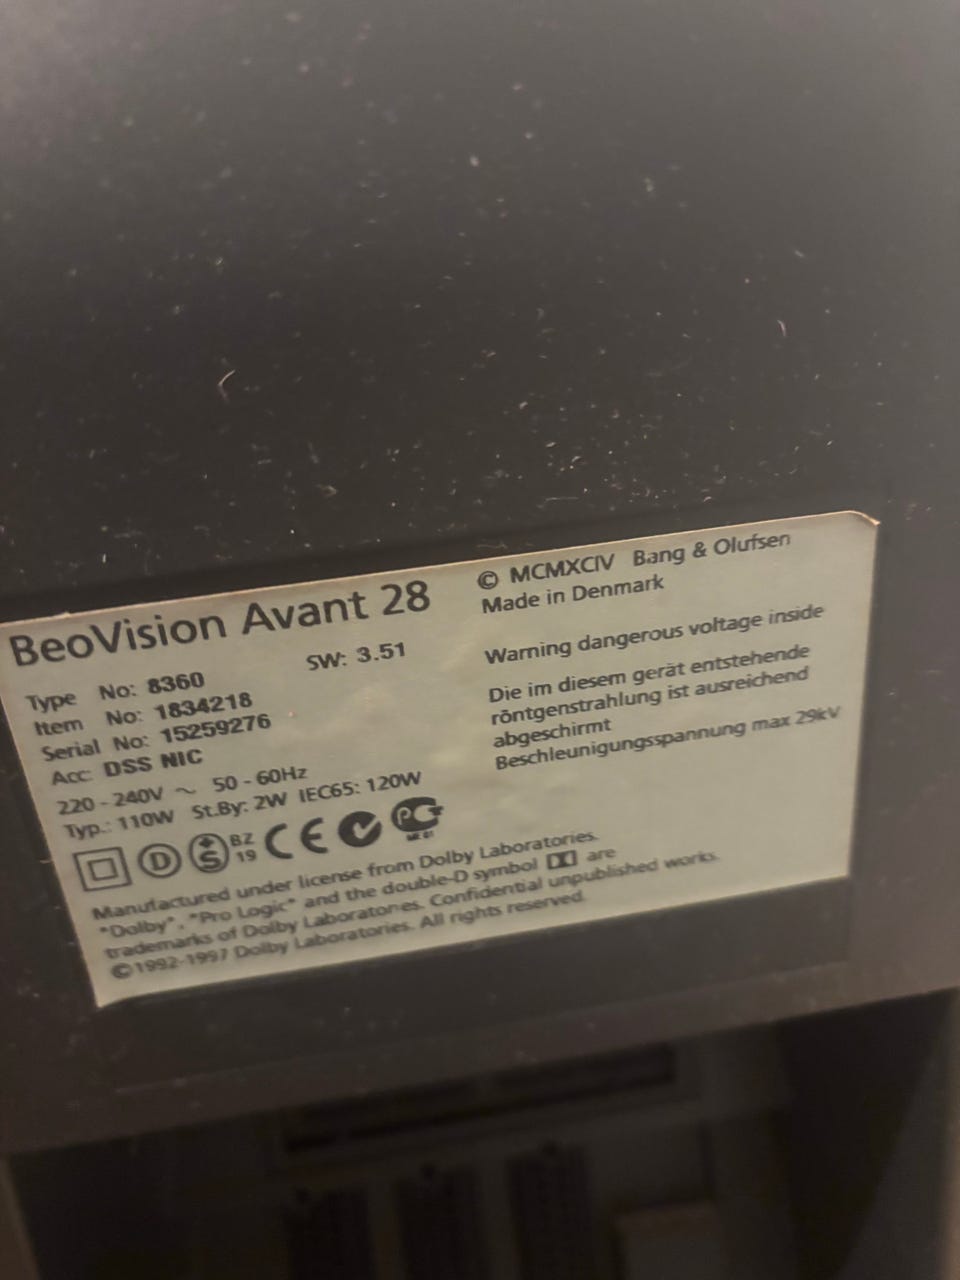 BeoVision Avant 28
Type No: 8360 SW: 3.51
Item No: 1834218
Serial No: 15259276
Acc: DSS NIC
220 - 240V ~ 50 - 60Hz
Typ.: 110W St.By: 2W IEC65: 120W
D S BZ 19 CE PG ME 61
Manufactured under license from Dolby Laboratories.
"Dolby", "Pro Logic" and the double-D symbol are
trademarks of Dolby Laboratories. Confidential unpublished works.
©1992-1997 Dolby Laboratories. All rights reserved.
© MCMXCIV Bang & Olufsen
Made in Denmark
Warning dangerous voltage inside
Die im diesem gerät entstehende
röntgenstrahlung ist ausreichend
abgeschirmt
Beschleunigungsspannung max 29kV